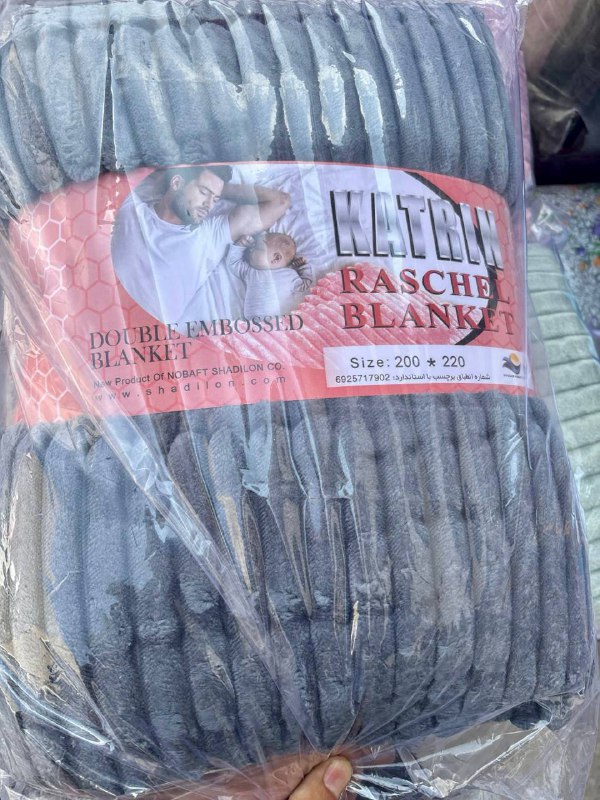 KATRIN
RASCHEL
BLANKET
DOUBLE EMBOSSED
BLANKET
New Product Of NOBAFT SHADILON CO.
www.shadilon.com
Size: 200 * 220
شماره انطباق برچسب با استاندارد: 6925717902